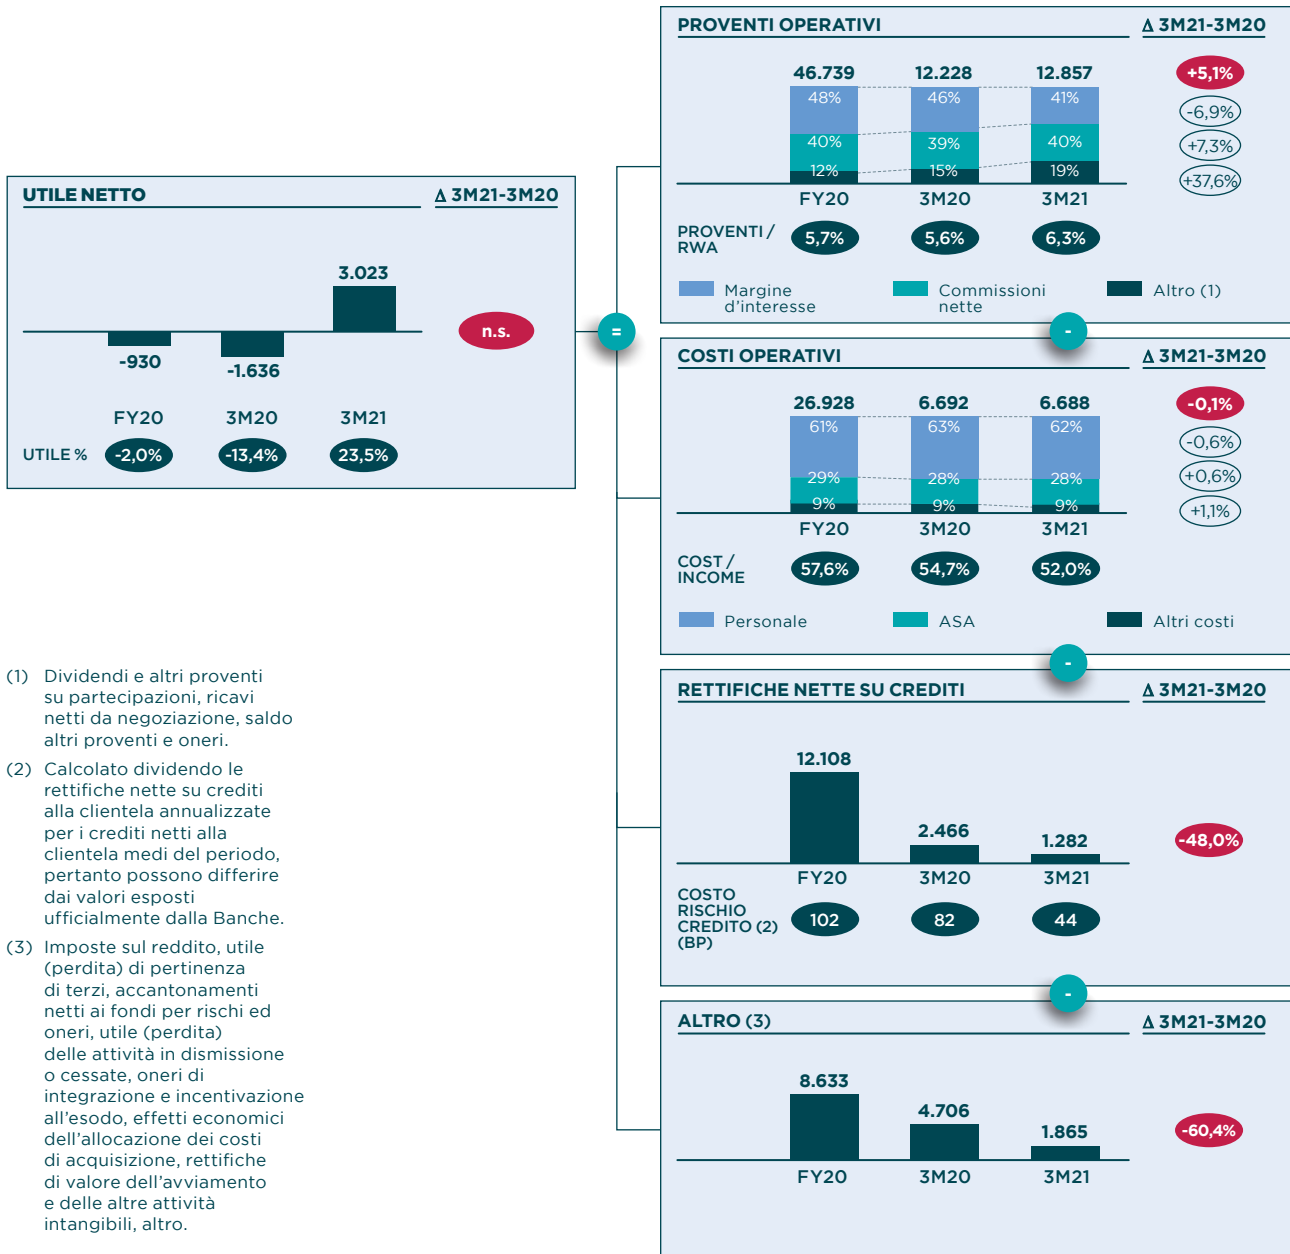 UTILE NETTO
Δ 3M21-3M20
3.023
-930
-1.636
n.s.
FY20
3M20
3M21
UTILE %
-2,0%
-13,4%
23,5%
=
PROVENTI OPERATIVI
Δ 3M21-3M20
46.739
12.228
12.857
+5,1%
48%
46%
41%
-6,9%
40%
39%
40%
+7,3%
12%
15%
19%
+37,6%
FY20
3M20
3M21
PROVENTI /
RWA
5,7%
5,6%
6,3%
Margine
d'interesse
Commissioni
nette
Altro (1)
-
COSTI OPERATIVI
Δ 3M21-3M20
26.928
6.692
6.688
-0,1%
61%
63%
62%
-0,6%
29%
28%
28%
+0,6%
9%
9%
9%
+1,1%
FY20
3M20
3M21
COST /
INCOME
57,6%
54,7%
52,0%
Personale
ASA
Altri costi
-
RETTIFICHE NETTE SU CREDITI
Δ 3M21-3M20
12.108
2.466
1.282
-48,0%
FY20
3M20
3M21
COSTO
RISCHIO
CREDITO (2)
(BP)
102
82
44
-
ALTRO (3)
Δ 3M21-3M20
8.633
4.706
1.865
-60,4%
FY20
3M20
3M21
(1) Dividendi e altri proventi
su partecipazioni, ricavi
netti da negoziazione, saldo
altri proventi e oneri.
(2) Calcolato dividendo le
rettifiche nette su crediti
alla clientela annualizzate
per i crediti netti alla
clientela medi del periodo,
pertanto possono differire
dai valori esposti
ufficialmente dalla Banche.
(3) Imposte sul reddito, utile
(perdita) di pertinenza
di terzi, accantonamenti
netti ai fondi per rischi ed
oneri, utile (perdita)
delle attività in dismissione
o cessate, oneri di
integrazione e incentivazione
all'esodo, effetti economici
dell'allocazione dei costi
di acquisizione, rettifiche
di valore dell'avviamento
e delle altre attività
intangibili, altro.